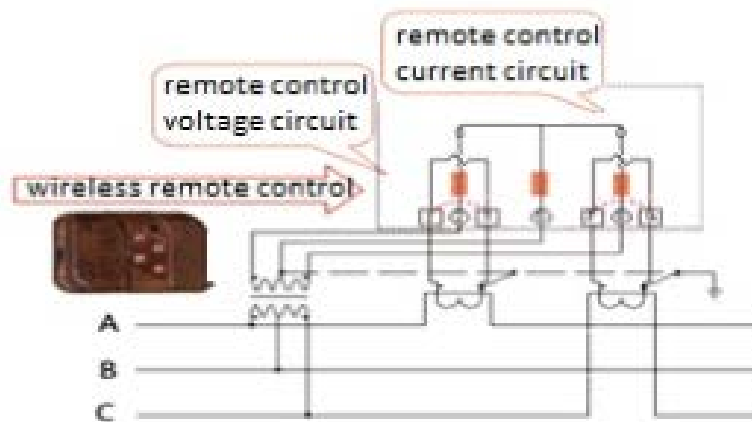 remote control
current circuit
remote control
voltage circuit
wireless remote control
A
B
C